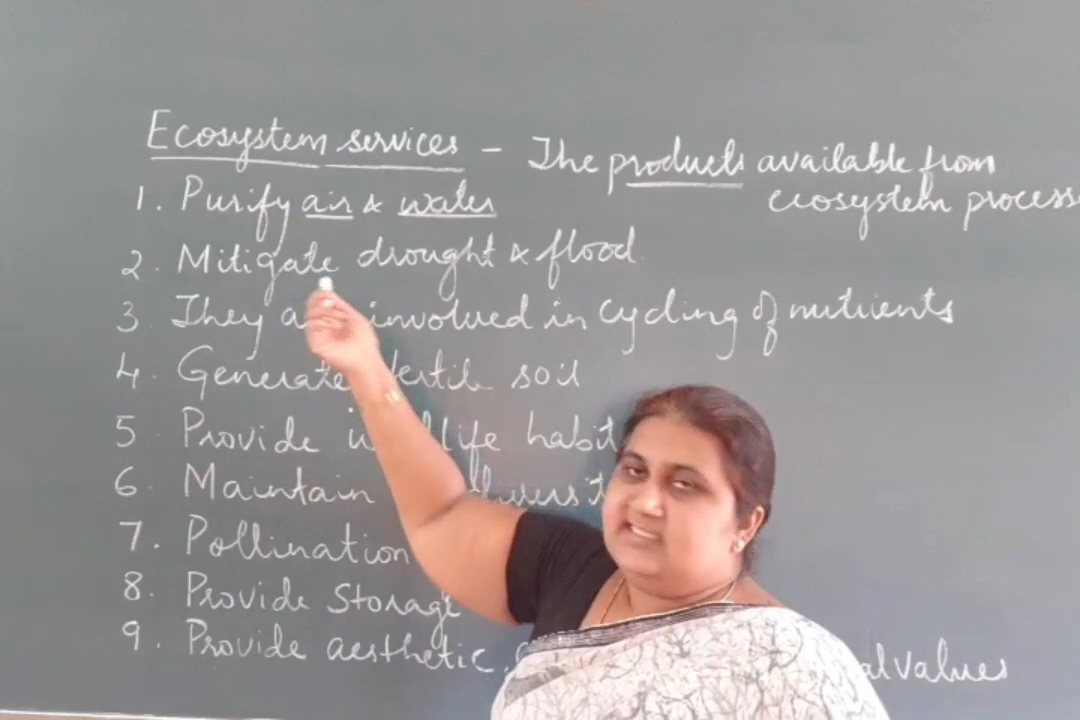 Ecosystem services - The products available from
ecosystem process
1. Purify air & water
2. Mitigate drought & flood
3. They involved in cycling of nutrients
4. Generate fertile soil
5. Provide life
6. Maintain
7. Pollination
8. Provide Storage
9. Provide aesthetic, values